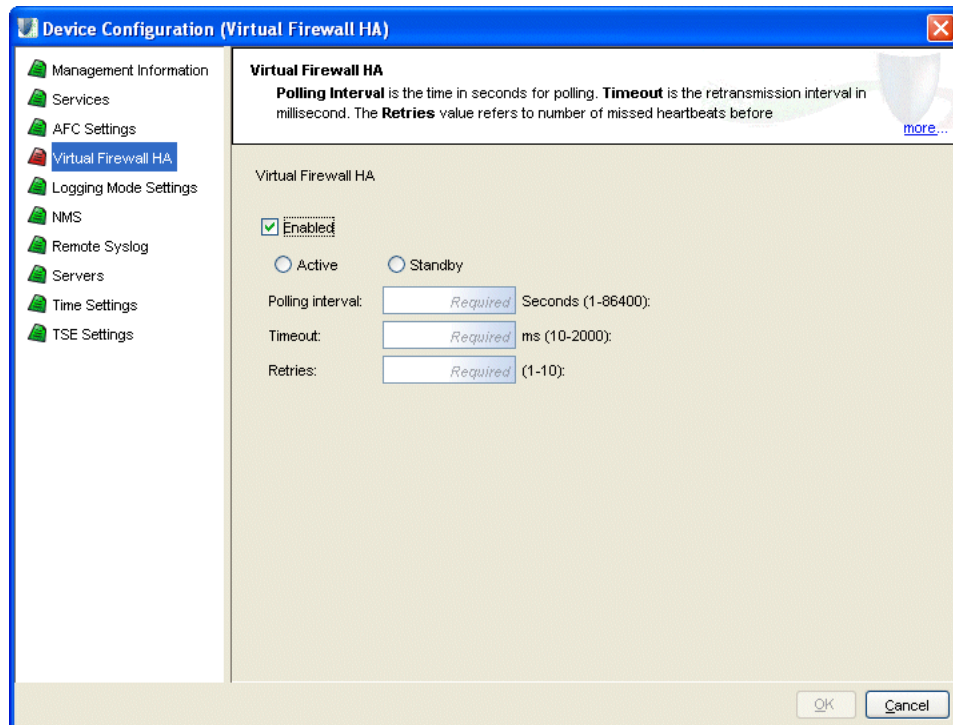 Device Configuration (Virtual Firewall HA)
Management Information
Services
AFC Settings
Virtual Firewall HA
Logging Mode Settings
NMS
Remote Syslog
Servers
Time Settings
TSE Settings
Virtual Firewall HA
Polling Interval is the time in seconds for polling. Timeout is the retransmission interval in
millisecond. The Retries value refers to number of missed heartbeats before
more...
Virtual Firewall HA
Enabled
Active Standby
Polling interval: Required Seconds (1-86400):
Timeout: Required ms (10-2000):
Retries: Required (1-10):
OK Cancel